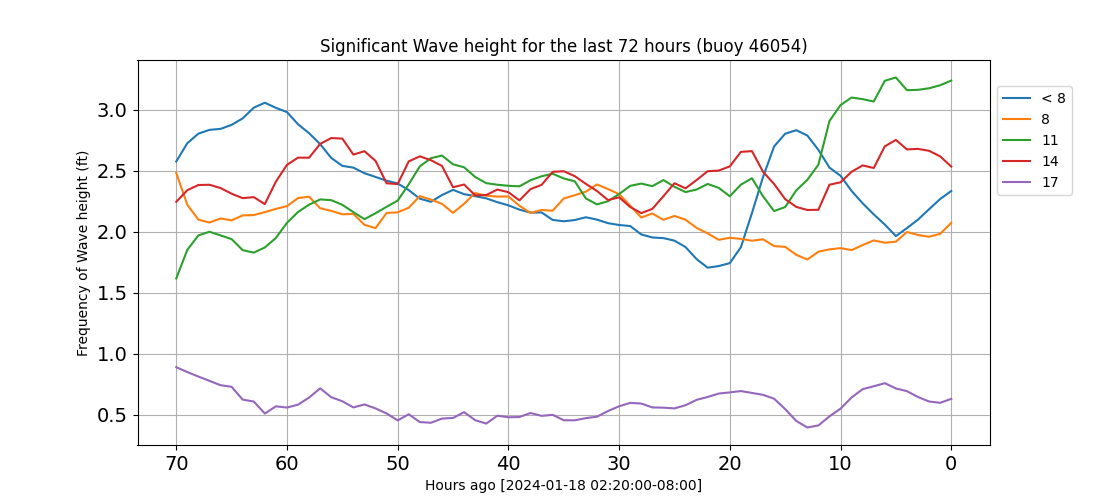 Significant Wave height for the last 72 hours (buoy 46054)
Frequency of Wave height (ft)
3.0
2.5
2.0
1.5
1.0
0.5
70 60 50 40 30 20 10 0
Hours ago [2024-01-18 02:20:00-08:00]
< 8
8
11
14
17